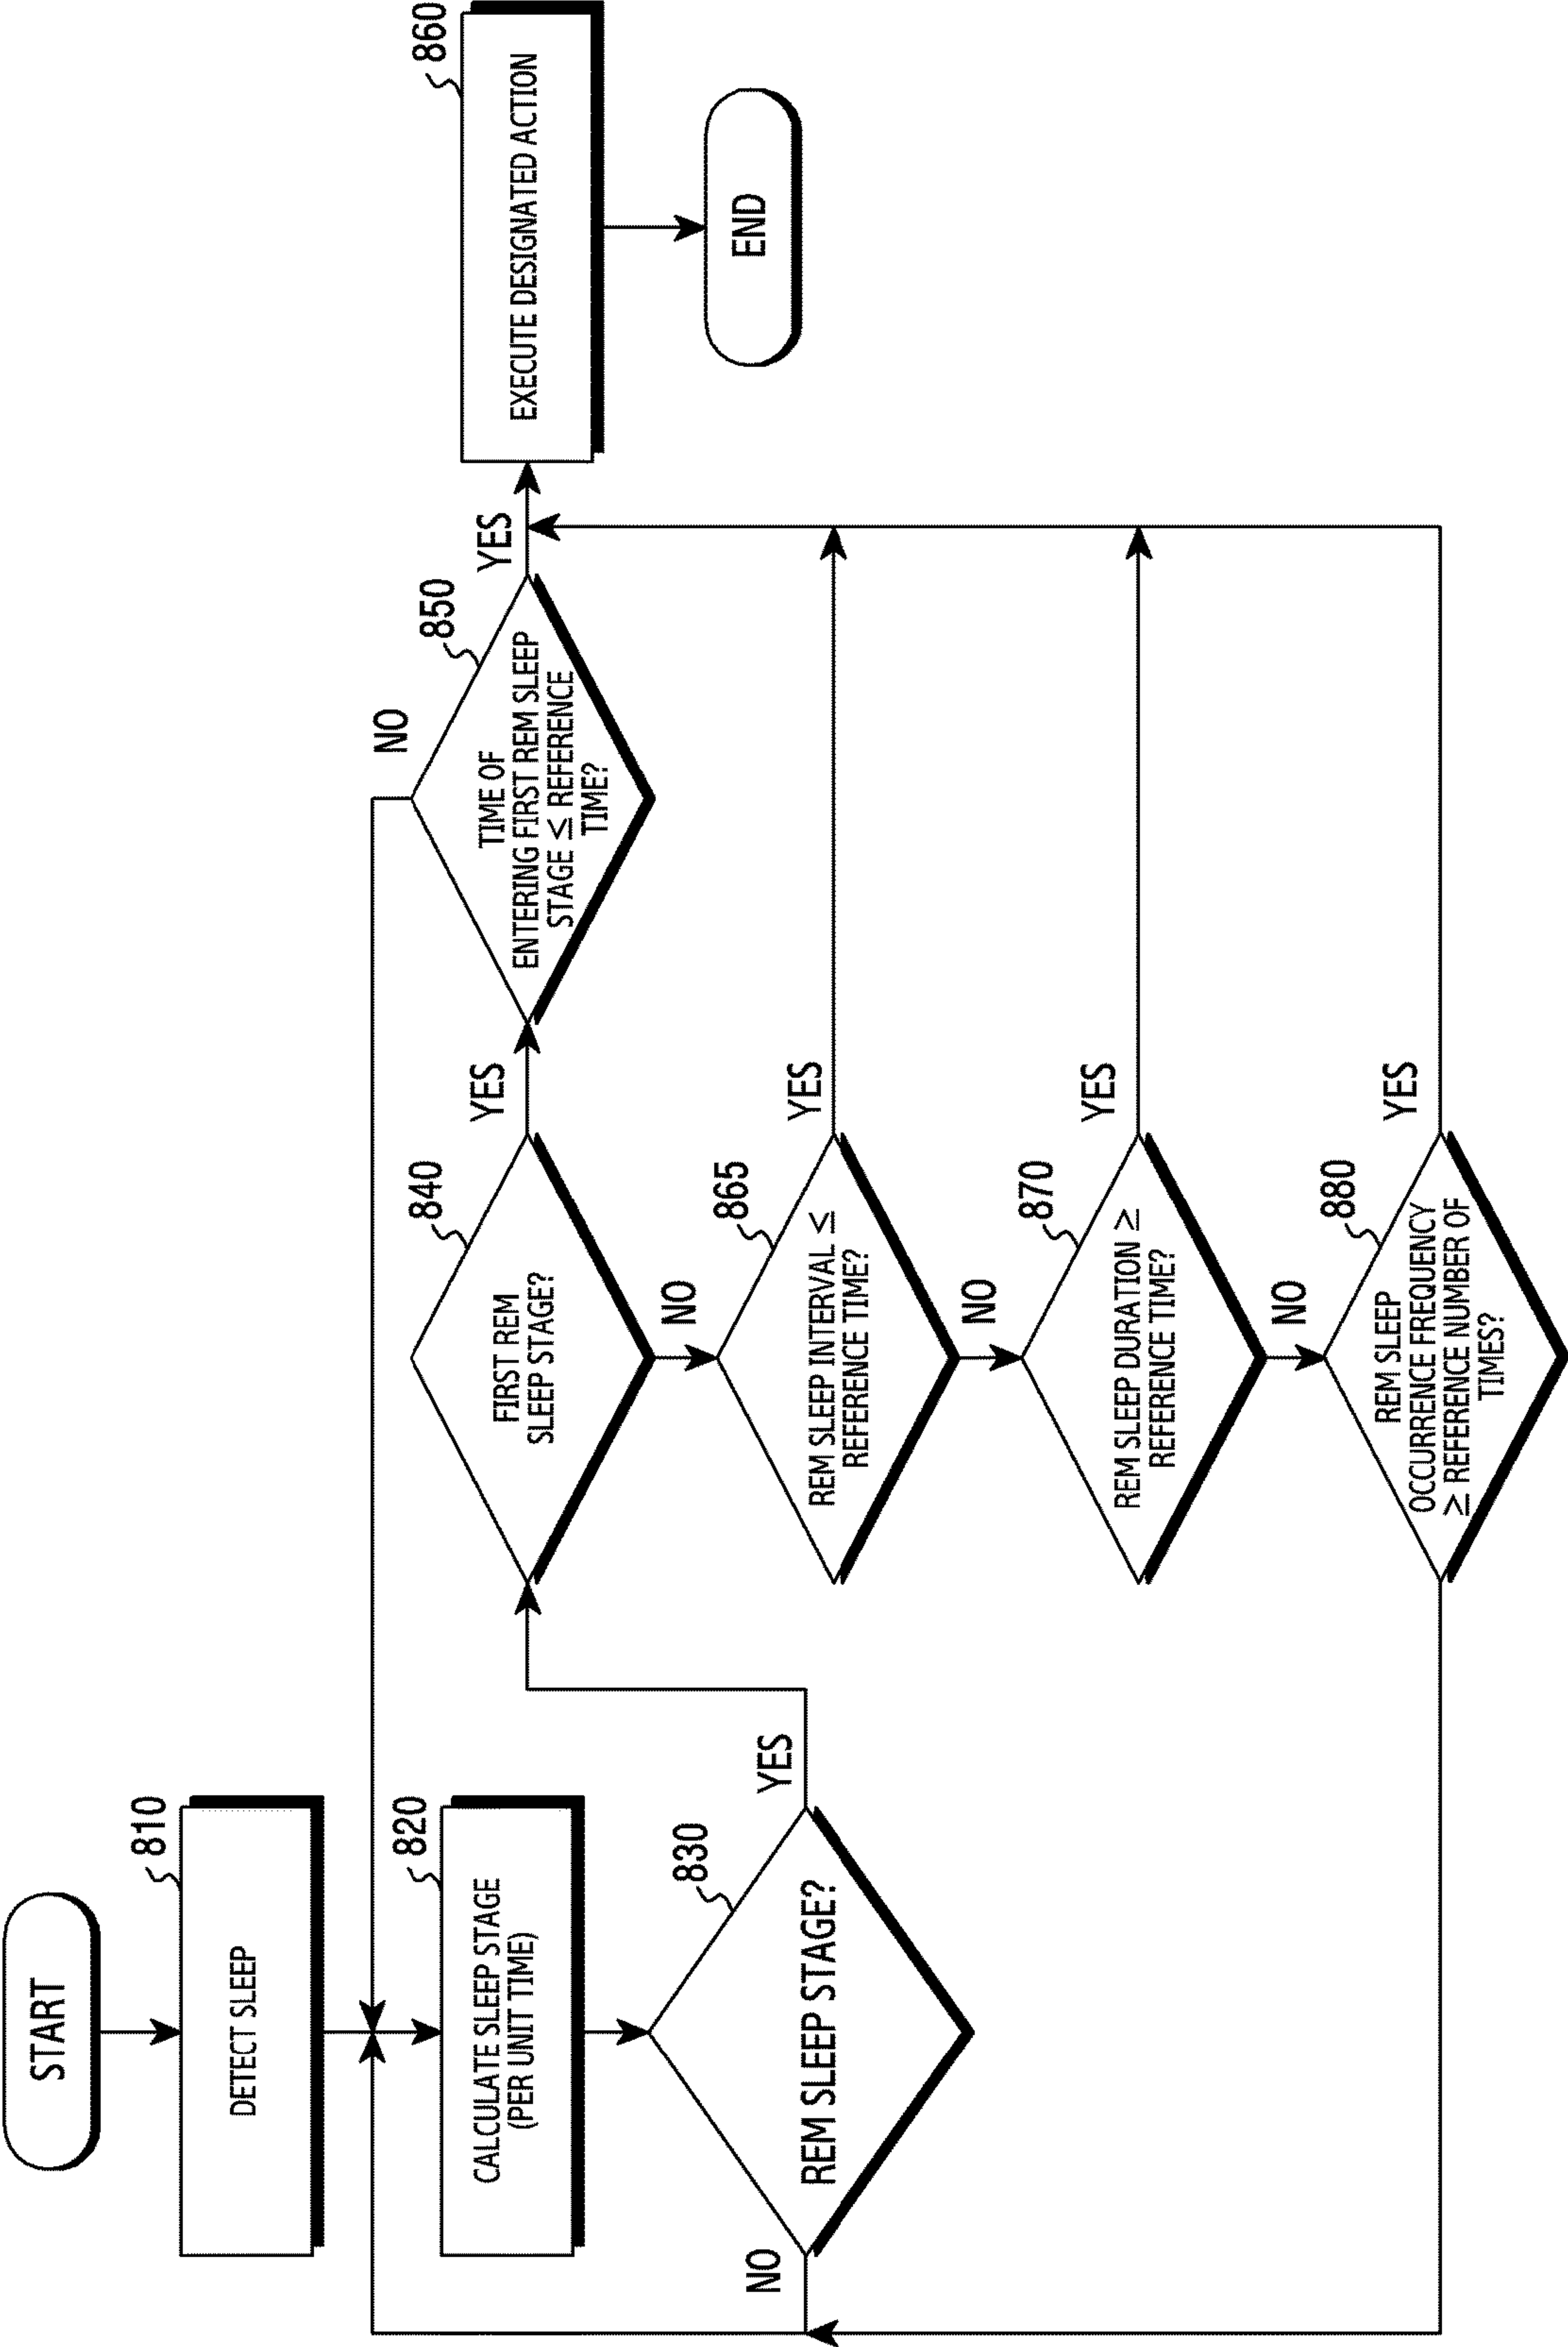 START
810
DETECT SLEEP
820
CALCULATE SLEEP STAGE
(PER UNIT TIME)
830
REM SLEEP STAGE?
NO
YES
840
FIRST REM
SLEEP STAGE?
YES
NO
850
TIME OF
ENTERING FIRST REM SLEEP
STAGE ≤ REFERENCE
TIME?
NO
YES
860
EXECUTE DESIGNATED ACTION
END
865
REM SLEEP INTERVAL ≤
REFERENCE TIME?
YES
NO
870
REM SLEEP DURATION ≥
REFERENCE TIME?
YES
NO
880
REM SLEEP
OCCURRENCE FREQUENCY
≥ REFERENCE NUMBER OF
TIMES?
YES